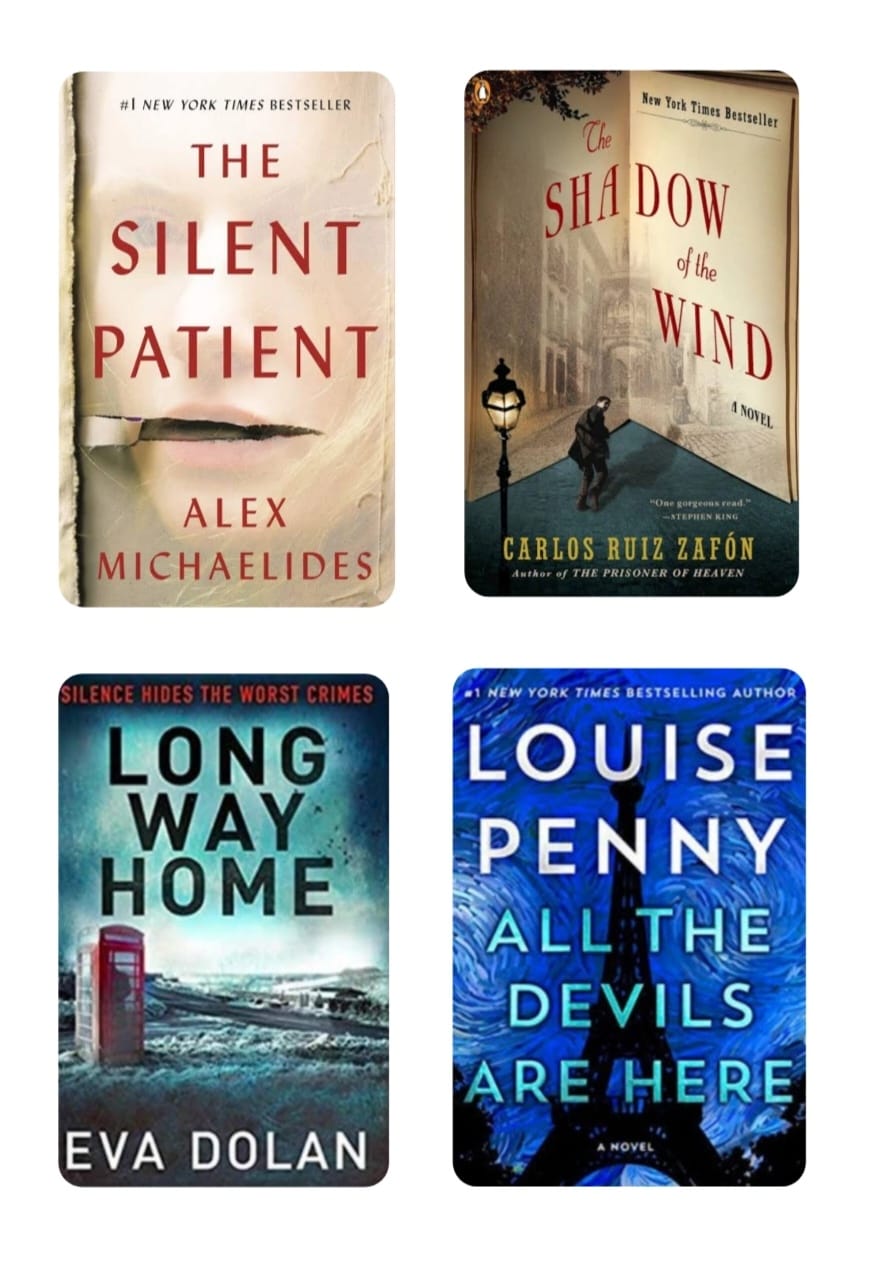 #1 NEW YORK TIMES BESTSELLER
THE
SILENT
PATIENT
ALEX
MICHAELIDES
New York Times Bestseller
The
SHADOW
of the
WIND
A NOVEL
"One gorgeous read."
—STEPHEN KING
CARLOS RUIZ ZAFÓN
Author of THE PRISONER OF HEAVEN
SILENCE HIDES THE WORST CRIMES
LONG
WAY
HOME
EVA DOLAN
#1 NEW YORK TIMES BESTSELLING AUTHOR
LOUISE
PENNY
ALL THE
DEVILS
ARE HERE
A NOVEL